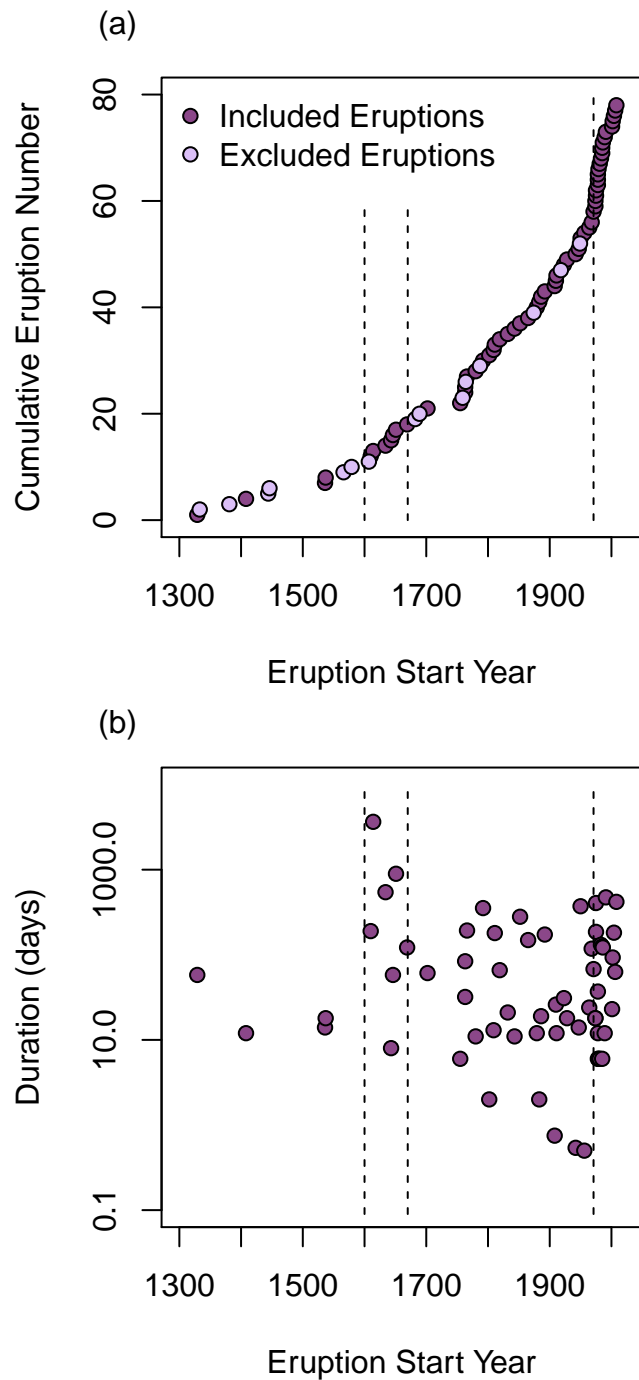 (a)
Cumulative Eruption Number
80
60
40
20
0
Included Eruptions
Excluded Eruptions
1300 1500 1700 1900
Eruption Start Year
(b)
Duration (days)
1000.0
10.0
0.1
1300 1500 1700 1900
Eruption Start Year